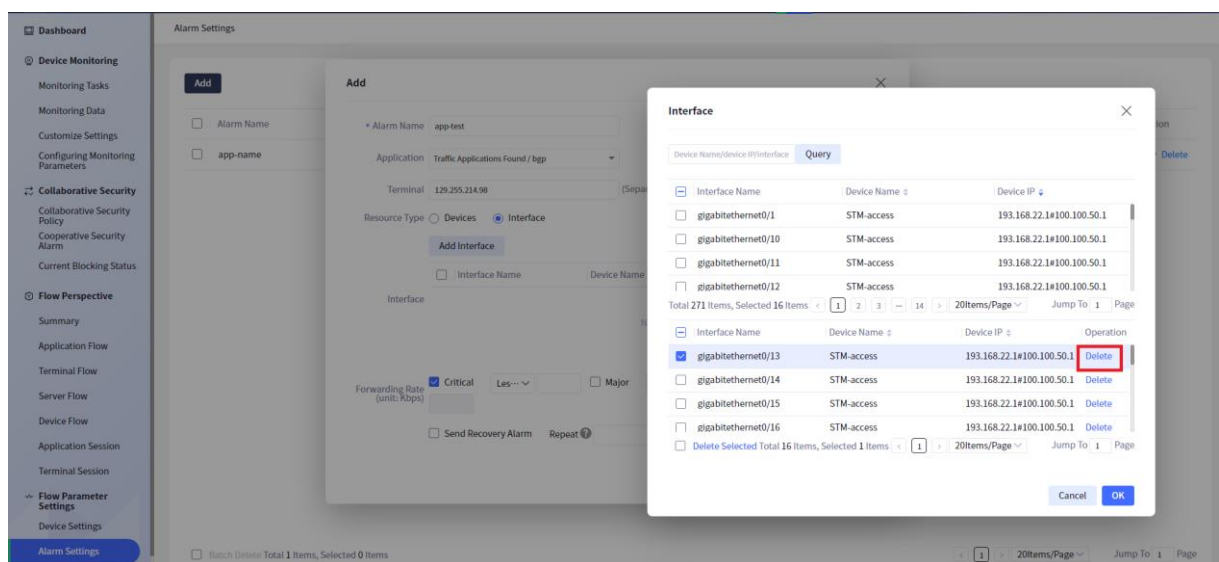 Dashboard
Device Monitoring
Monitoring Tasks
Monitoring Data
Customize Settings
Configuring Monitoring
Parameters
Collaborative Security
Collaborative Security
Policy
Cooperative Security
Alarm
Current Blocking Status
Flow Perspective
Summary
Application Flow
Terminal Flow
Server Flow
Device Flow
Application Session
Terminal Session
Flow Parameter
Settings
Device Settings
Alarm Settings
Alarm Settings
Add
Alarm Name
app-name
Delete
Batch Delete Total 1 Items, Selected 0 Items
1 20Items/Page Jump To 1 Page
Add
* Alarm Name app-test
Application Traffic Applications Found / bgp
Terminal 129.255.214.98
Resource Type Devices Interface
Add Interface
Interface Name Device Name
Interface
Forwarding Rate
(unit: Kbps)
Critical Les··· Major
Send Recovery Alarm Repeat
Interface
Device Name/device IP/interface Query
Interface Name Device Name Device IP
gigabitethernet0/1 STM-access 193.168.22.1#100.100.50.1
gigabitethernet0/10 STM-access 193.168.22.1#100.100.50.1
gigabitethernet0/11 STM-access 193.168.22.1#100.100.50.1
gigabitethernet0/12 STM-access 193.168.22.1#100.100.50.1
Total 271 Items, Selected 16 Items < 1 2 3 ··· 14 > 20Items/Page Jump To 1 Page
Interface Name Device Name Device IP Operation
gigabitethernet0/13 STM-access 193.168.22.1#100.100.50.1 Delete
gigabitethernet0/14 STM-access 193.168.22.1#100.100.50.1 Delete
gigabitethernet0/15 STM-access 193.168.22.1#100.100.50.1 Delete
gigabitethernet0/16 STM-access 193.168.22.1#100.100.50.1 Delete
Delete Selected Total 16 Items, Selected 1 Items < 1 > 20Items/Page Jump To 1 Page
Cancel OK